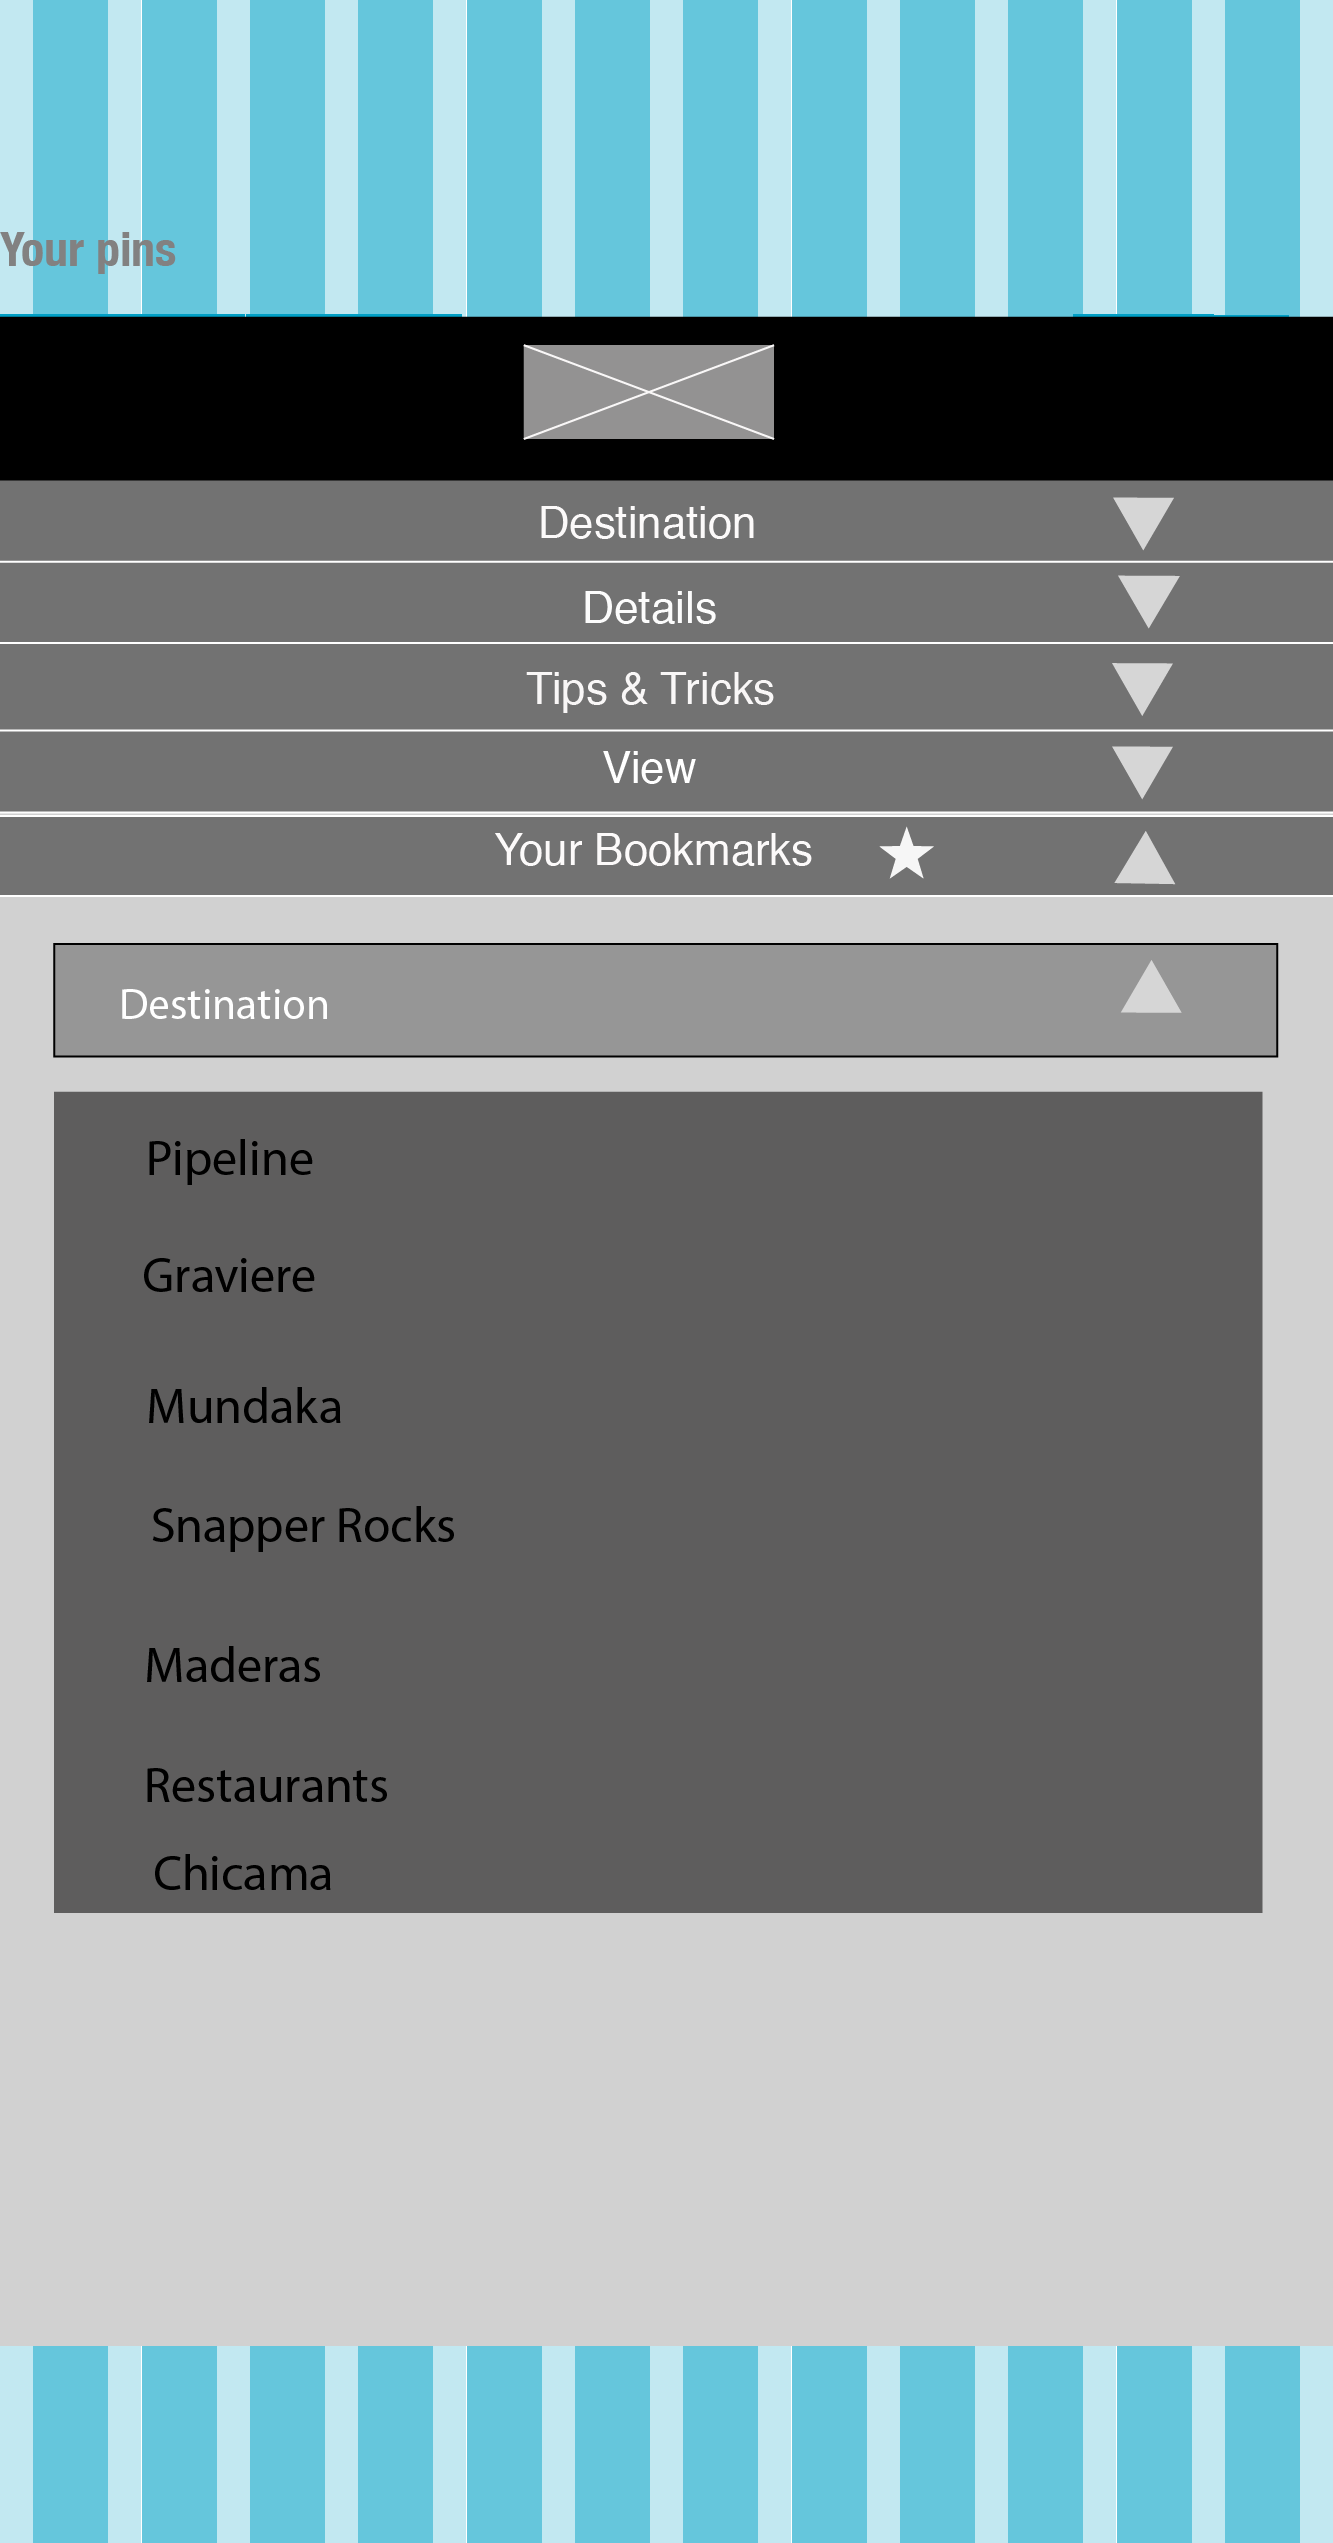 Your pins
Destination
Details
Tips & Tricks
View
Your Bookmarks
Destination
Pipeline
Graviere
Mundaka
Snapper Rocks
Maderas
Restaurants
Chicama